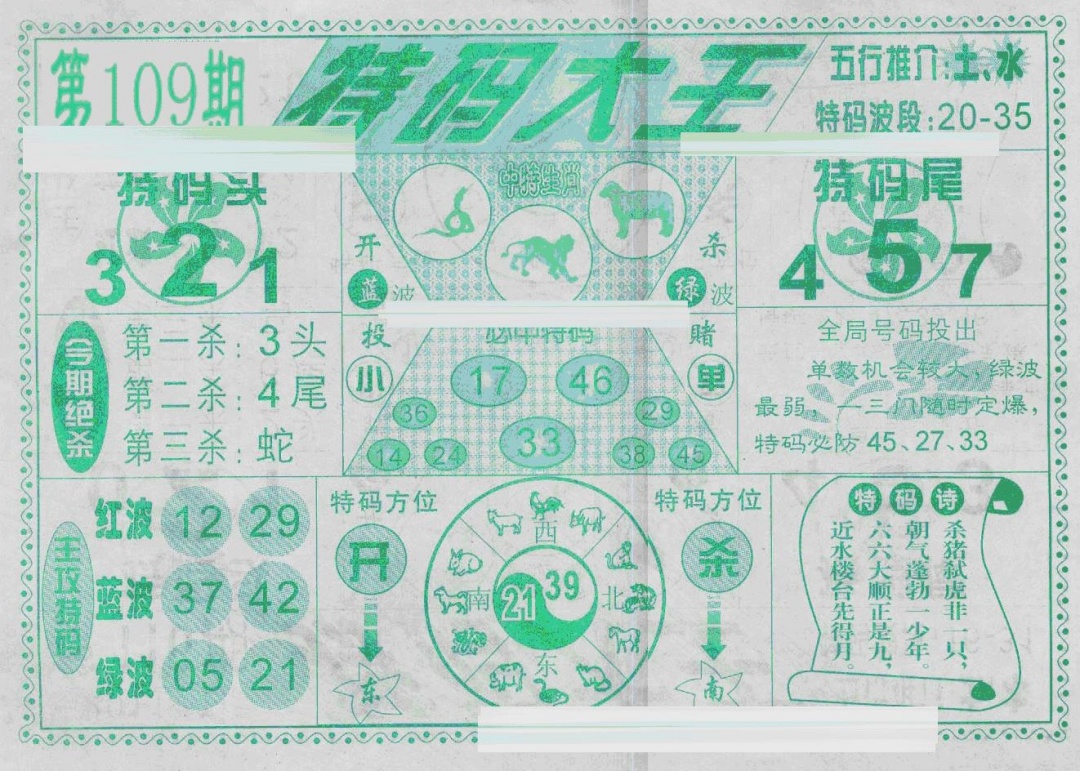 第109期
特码大王
五行推介:土、水
特码波段:20-35
特码头
3 2 1
中特生肖
开
蓝波
杀
绿波
特码尾
4 5 7
今期绝杀
第一杀:3头
第二杀:4尾
第三杀:蛇
投
小
必中特码
17 46
36 29
33
14 24 38 45
赌
单
全局号码投出
单数机会较大,绿波
最弱,一三门随时定爆,
特码必防45、27、33
主攻特码
红波 12 29
蓝波 37 42
绿波 05 21
特码方位
开
东
西
南
北
东
21 39
特码方位
杀
南
特码诗
杀猪弑虎非一只,
朝气蓬勃一少年。
六六大顺正是九,
近水楼台先得月。